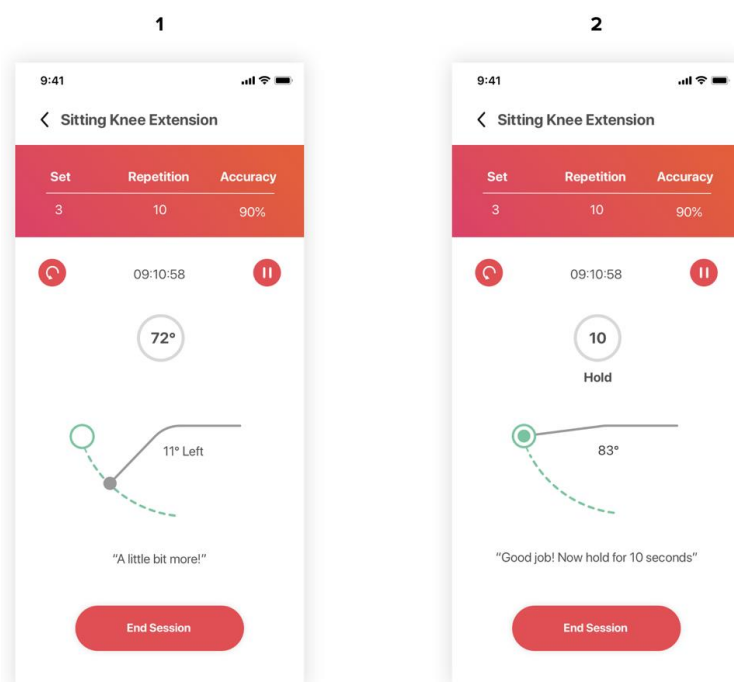 1
9:41
Sitting Knee Extension
Set Repetition Accuracy
3 10 90%
09:10:58
72°
11° Left
"A little bit more!"
End Session
2
9:41
Sitting Knee Extension
Set Repetition Accuracy
3 10 90%
09:10:58
10
Hold
83°
"Good job! Now hold for 10 seconds"
End Session